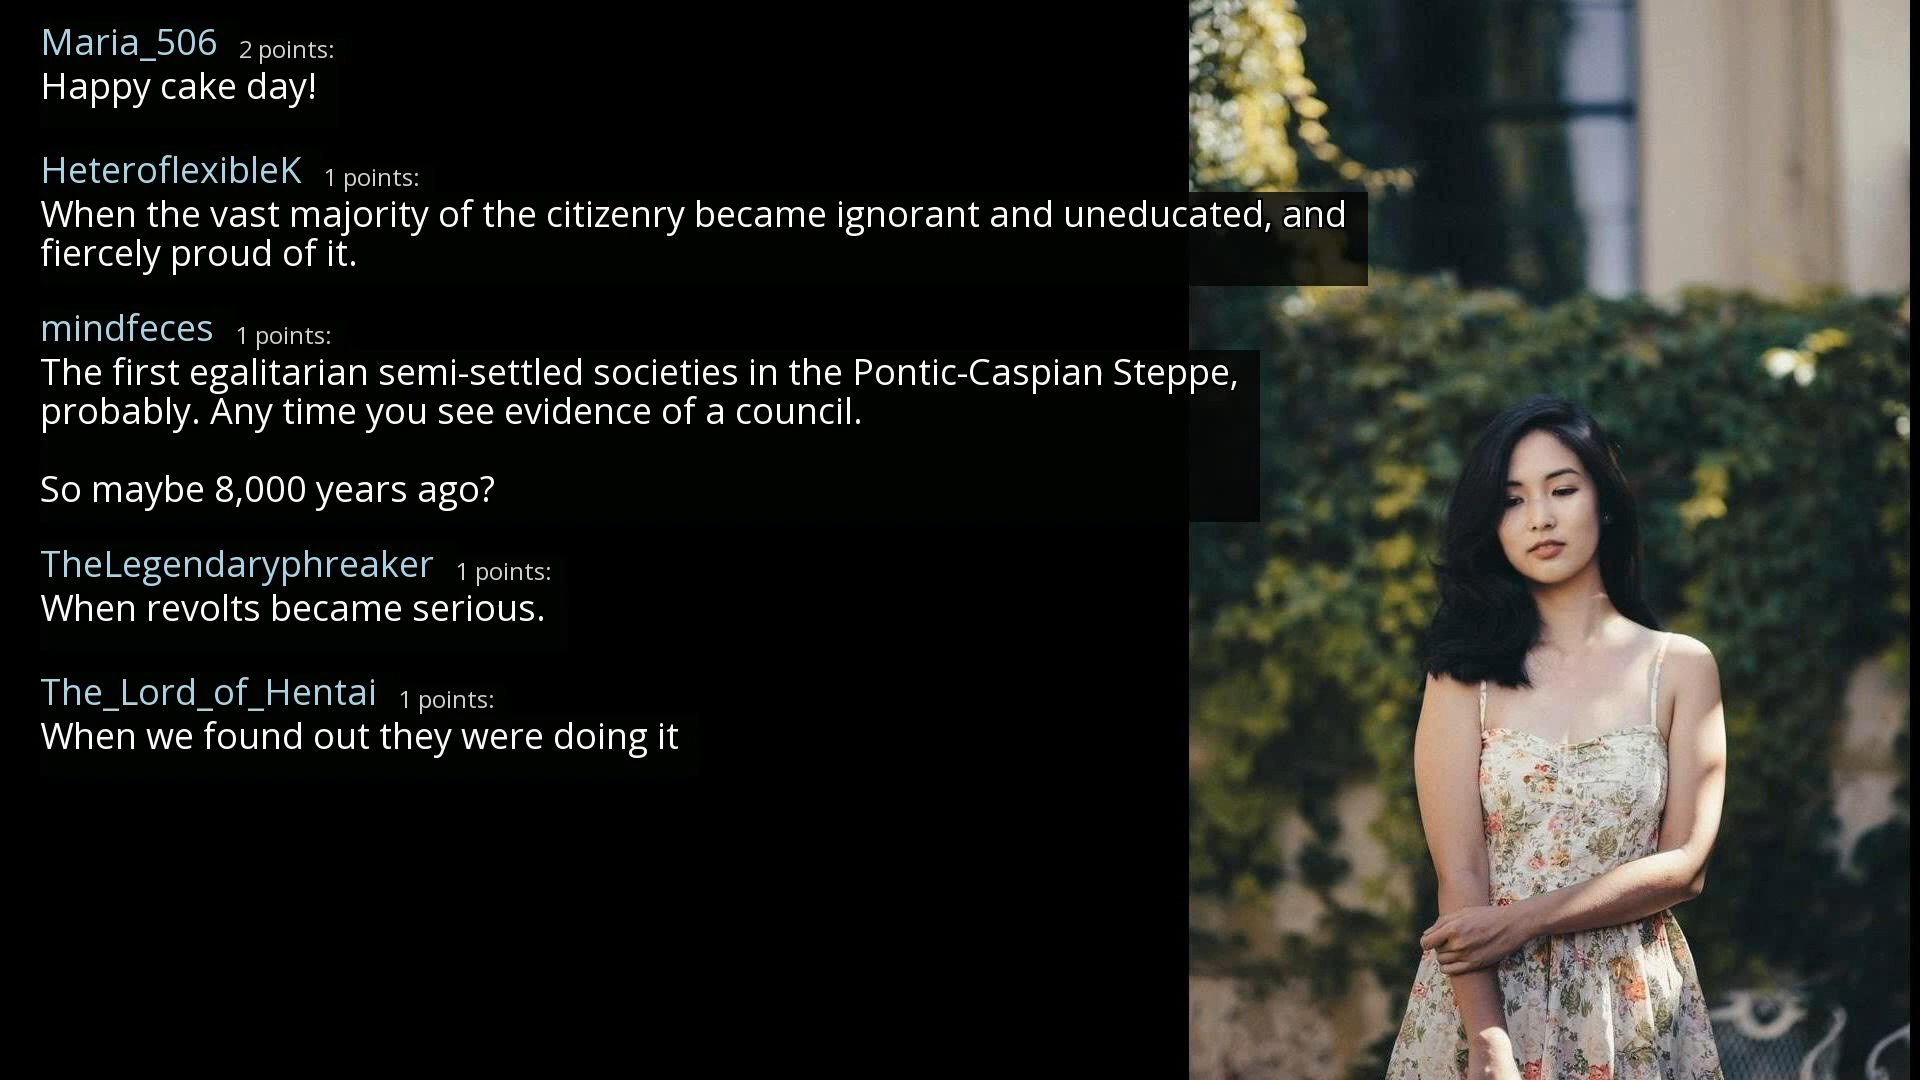 Maria_506 2 points:
Happy cake day!
HeteroflexibleK 1 points:
When the vast majority of the citizenry became ignorant and uneducated, and
fiercely proud of it.
mindfeces 1 points:
The first egalitarian semi-settled societies in the Pontic-Caspian Steppe,
probably. Any time you see evidence of a council.
So maybe 8,000 years ago?
TheLegendaryphreaker 1 points:
When revolts became serious.
The_Lord_of_Hentai 1 points:
When we found out they were doing it